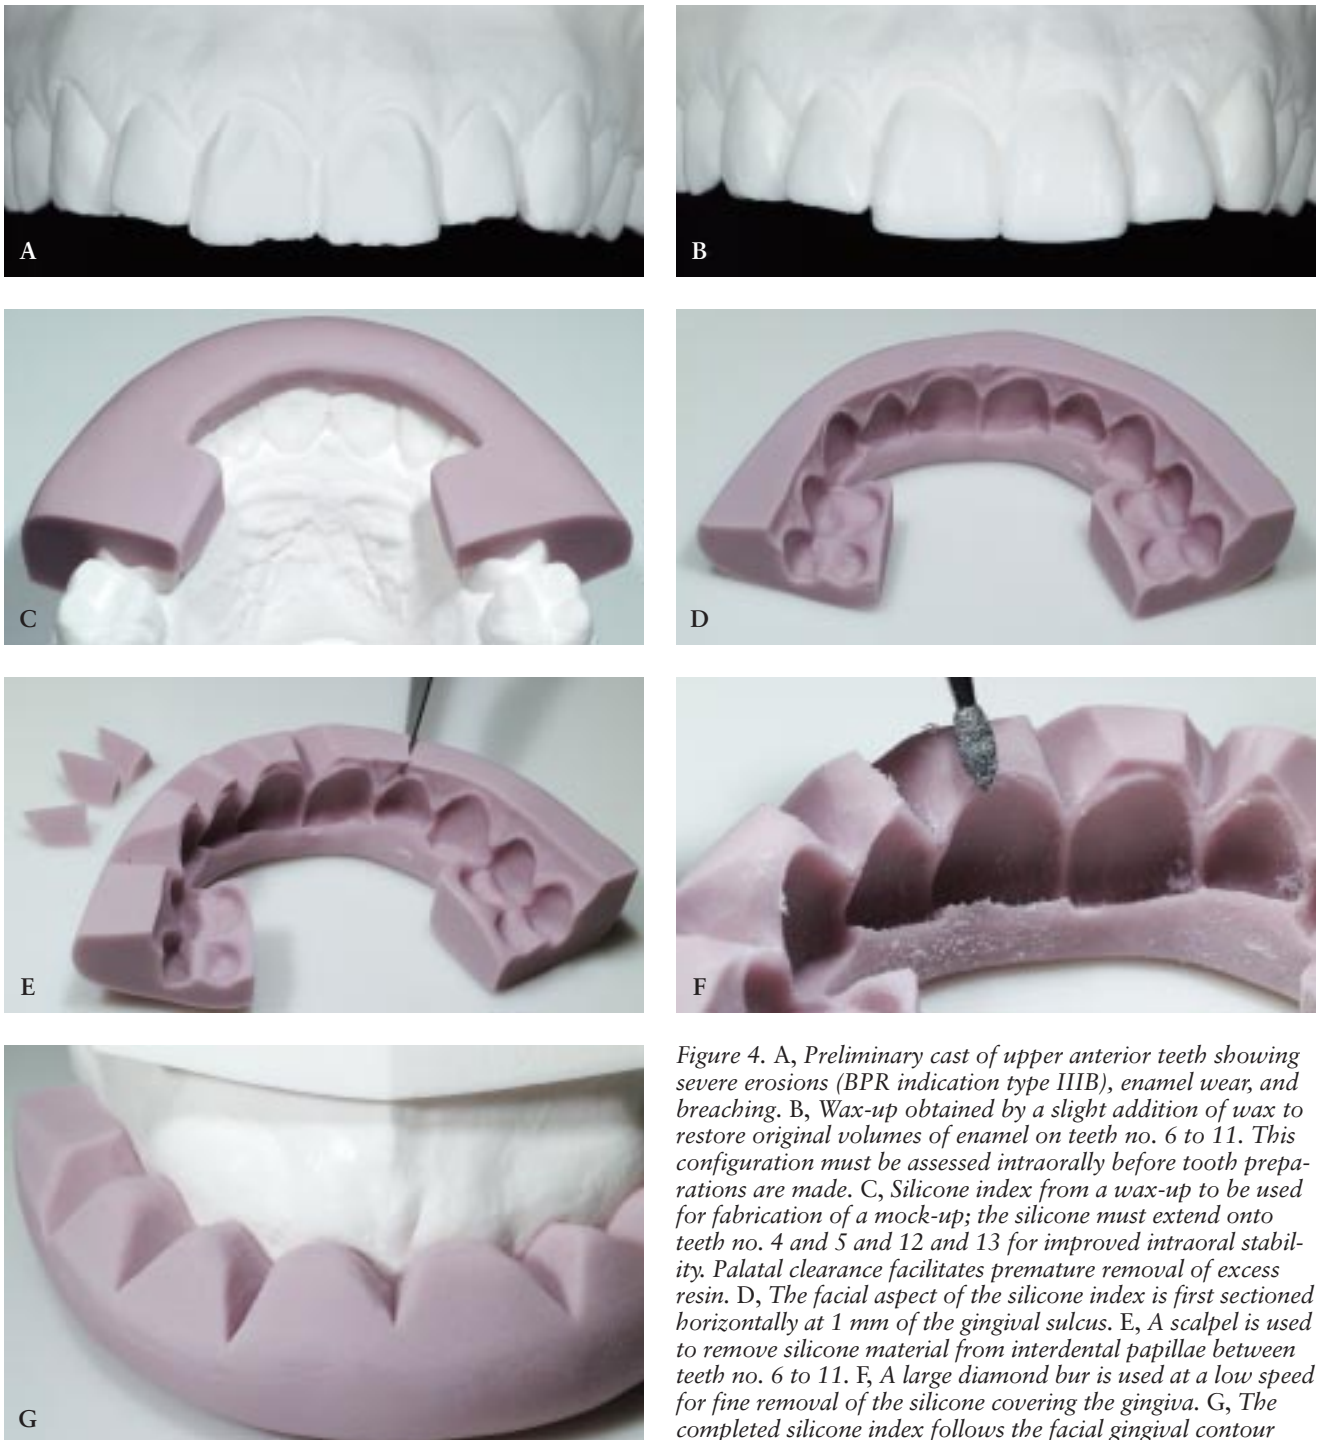 A
B
C
D
E
F
G
Figure 4. A, Preliminary cast of upper anterior teeth showing
severe erosions (BPR indication type IIIB), enamel wear, and
breaching. B, Wax-up obtained by a slight addition of wax to
restore original volumes of enamel on teeth no. 6 to 11. This
configuration must be assessed intraorally before tooth prepa-
rations are made. C, Silicone index from a wax-up to be used
for fabrication of a mock-up; the silicone must extend onto
teeth no. 4 and 5 and 12 and 13 for improved intraoral stabil-
ity. Palatal clearance facilitates premature removal of excess
resin. D, The facial aspect of the silicone index is first sectioned
horizontally at 1 mm of the gingival sulcus. E, A scalpel is used
to remove silicone material from interdental papillae between
teeth no. 6 to 11. F, A large diamond bur is used at a low speed
for fine removal of the silicone covering the gingiva. G, The
completed silicone index follows the facial gingival contour